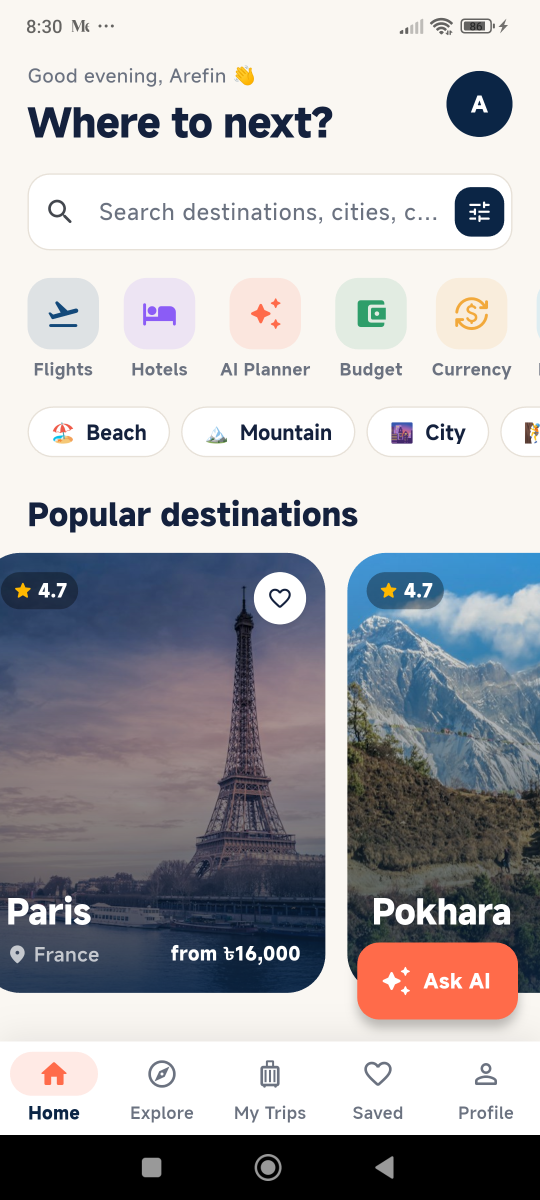 8:30
Good evening, Arefin 👋
Where to next?
A
Search destinations, cities, c...
Flights Hotels AI Planner Budget Currency
🏖️ Beach 🏔️ Mountain 🌆 City
Popular destinations
4.7 4.7
Paris Pokhara
France from ৳16,000
Ask AI
Home Explore My Trips Saved Profile